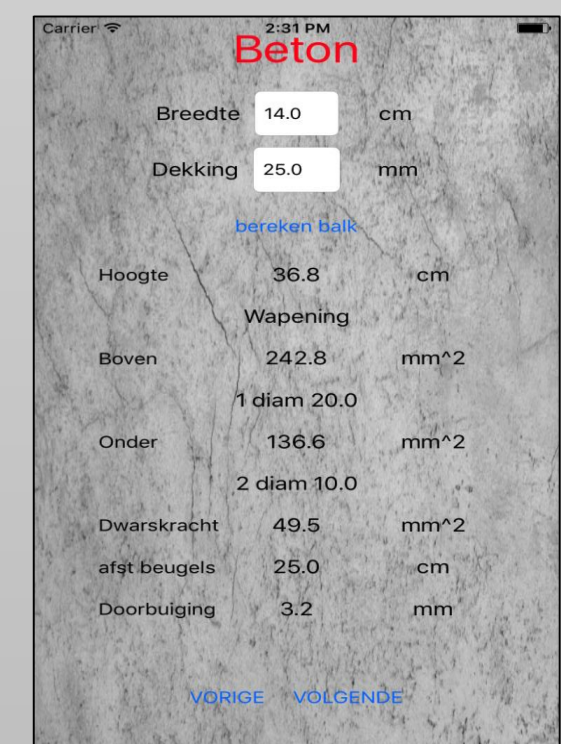 Carrier 2:31 PM
Beton
Breedte 14.0 cm
Dekking 25.0 mm
bereken balk
Hoogte 36.8 cm
Wapening
Boven 242.8 mm^2
1 diam 20.0
Onder 136.6 mm^2
2 diam 10.0
Dwarskracht 49.5 mm^2
afst beugels 25.0 cm
Doorbuiging 3.2 mm
VORIGE VOLGENDE